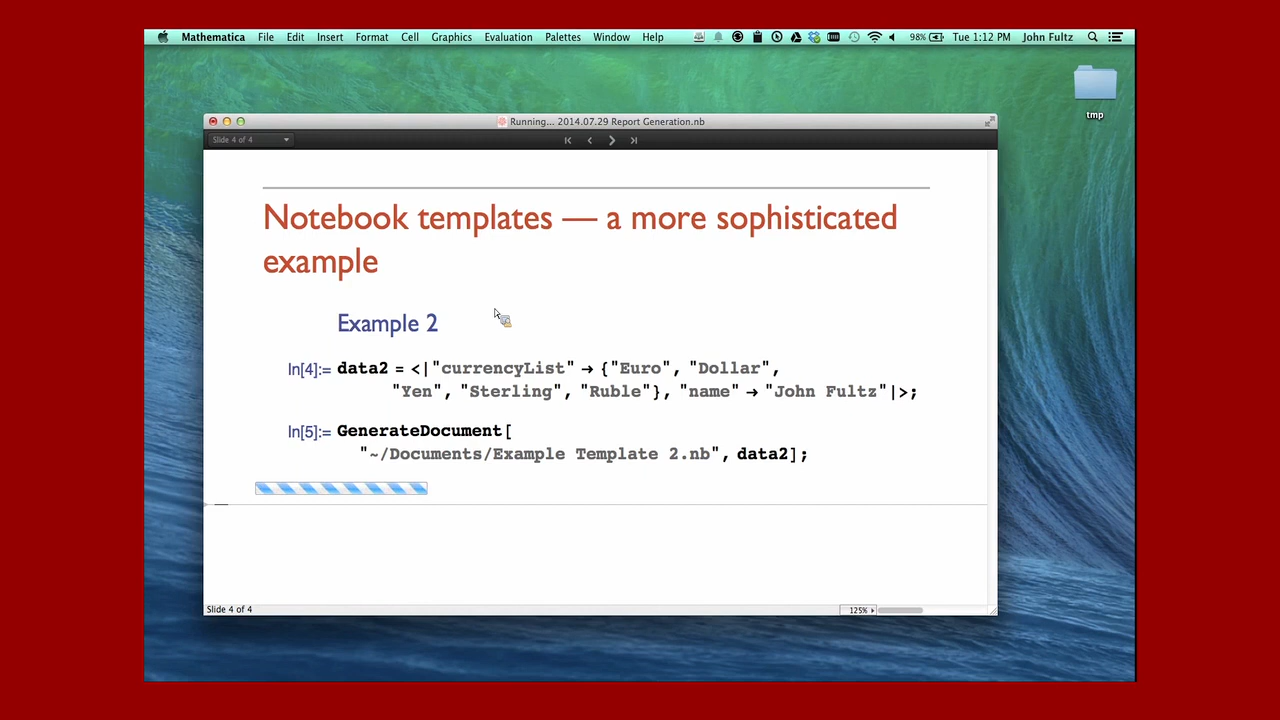 Mathematica File Edit Insert Format Cell Graphics Evaluation Palettes Window Help 98% Tue 1:12 PM John Fultz
tmp
Running... 2014.07.29 Report Generation.nb
Slide 4 of 4
Notebook templates — a more sophisticated
example
Example 2
In[4]:= data2 = <|"currencyList" → {"Euro", "Dollar",
"Yen", "Sterling", "Ruble"}, "name" → "John Fultz"|>;
In[5]:= GenerateDocument[
"~/Documents/Example Template 2.nb", data2];
Slide 4 of 4 125%